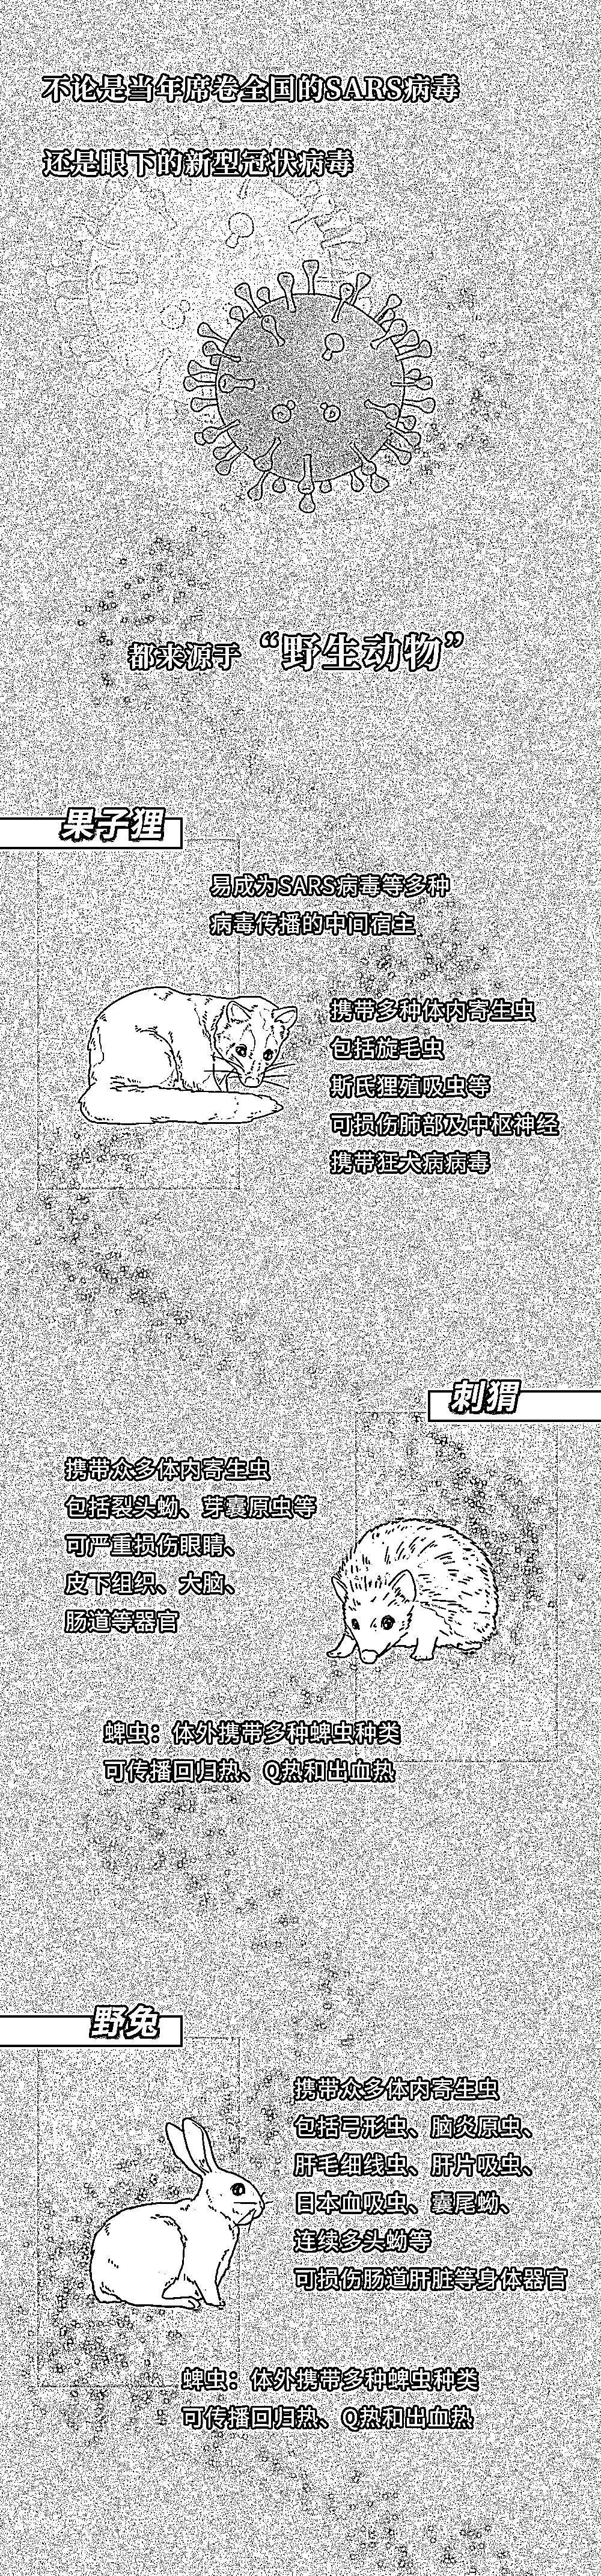 不论是当年席卷全国的SARS病毒
还是眼下的新型冠状病毒
都来源于“野生动物”
果子狸
易成为SARS病毒等多种
病毒传播的中间宿主
携带多种体内寄生虫
包括旋毛虫
斯氏狸殖吸虫等
可损伤肺部及中枢神经
携带狂犬病病毒
刺猬
携带众多体内寄生虫
包括裂头蚴、芽囊原虫等
可严重损伤眼睛、
皮下组织、大脑、
肠道等器官
蜱虫：体外携带多种蜱虫种类
可传播回归热、Q热和出血热
野兔
携带众多体内寄生虫
包括弓形虫、脑炎原虫、
肝毛细线虫、肝片吸虫、
日本血吸虫、囊尾蚴、
连续多头蚴等
可损伤肠道肝脏等身体器官
蜱虫：体外携带多种蜱虫种类
可传播回归热、Q热和出血热